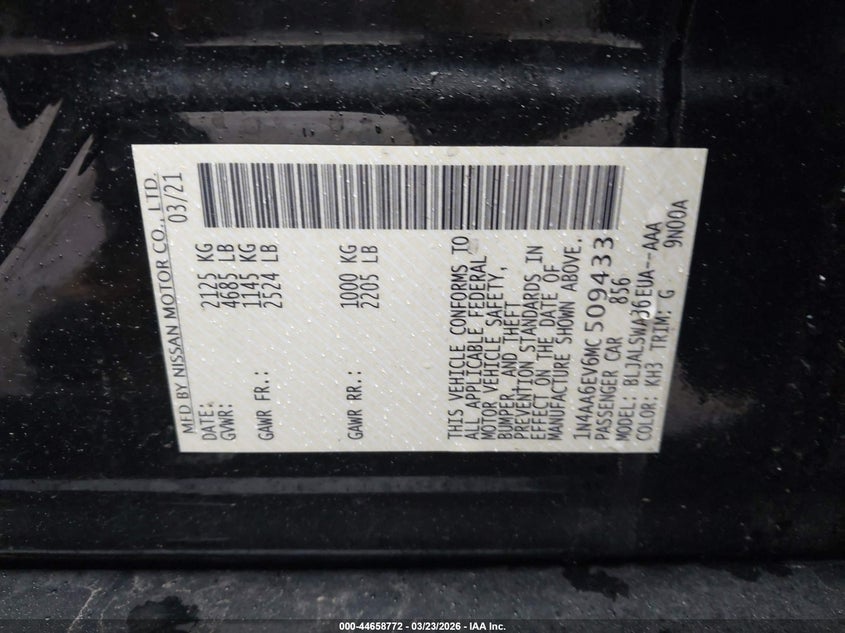 MFD BY NISSAN MOTOR CO., LTD.
DATE: 03/21
GVWR: 2125 KG
4685 LB
GAWR FR.: 1145 KG
2524 LB
GAWR RR.: 1000 KG
2205 LB
THIS VEHICLE CONFORMS TO
ALL APPLICABLE FEDERAL
MOTOR VEHICLE SAFETY,
BUMPER, AND THEFT
PREVENTION STANDARDS IN
EFFECT ON THE DATE OF
MANUFACTURE SHOWN ABOVE.
1N4AA6EV6MC509433
PASSENGER CAR 856
MODEL: BLJALSWA36EUA--AAA
COLOR: KH3 TRIM: G 9N00A
000-44658772 — 03/23/2026 — IAA Inc.